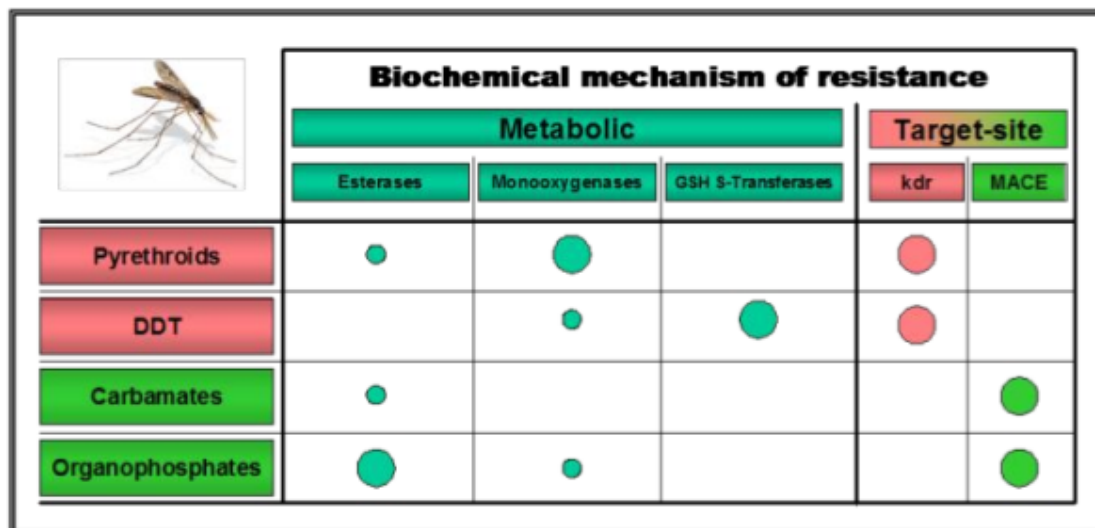 Biochemical mechanism of resistance
Metabolic
Target-site
Esterases
Monooxygenases
GSH S-Transferases
kdr
MACE
Pyrethroids
DDT
Carbamates
Organophosphates